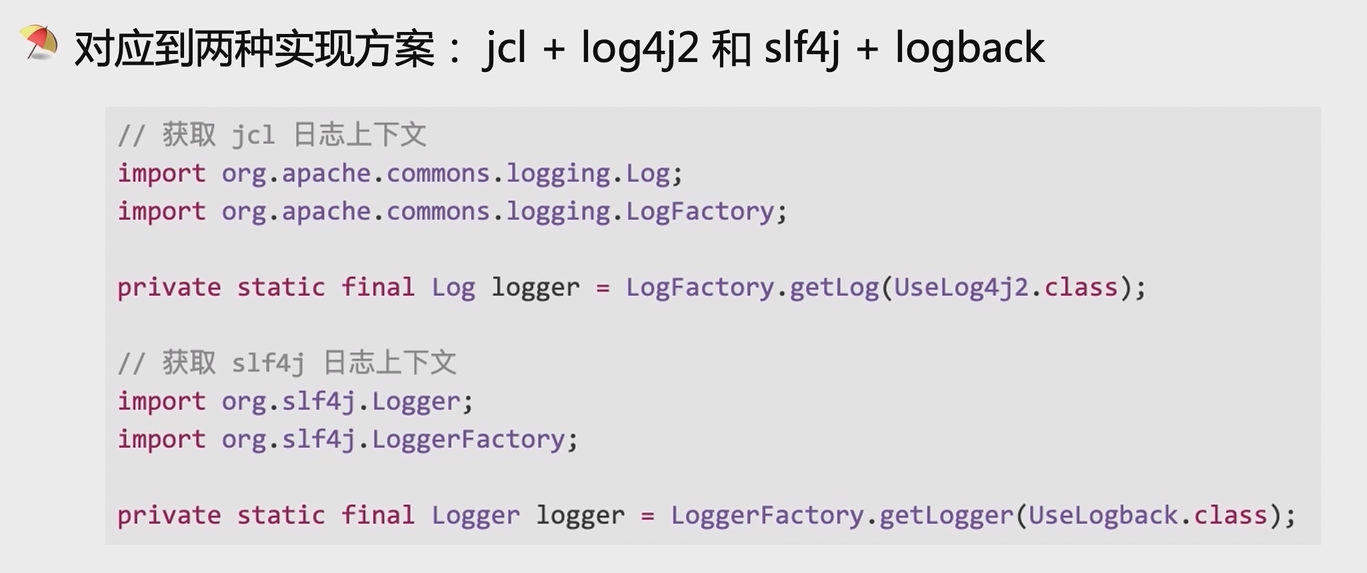 对应到两种实现方案： jcl + log4j2 和 slf4j + logback
// 获取 jcl 日志上下文
import org.apache.commons.logging.Log;
import org.apache.commons.logging.LogFactory;
private static final Log logger = LogFactory.getLog(UseLog4j2.class);
// 获取 slf4j 日志上下文
import org.slf4j.Logger;
import org.slf4j.LoggerFactory;
private static final Logger logger = LoggerFactory.getLogger(UseLogback.class);